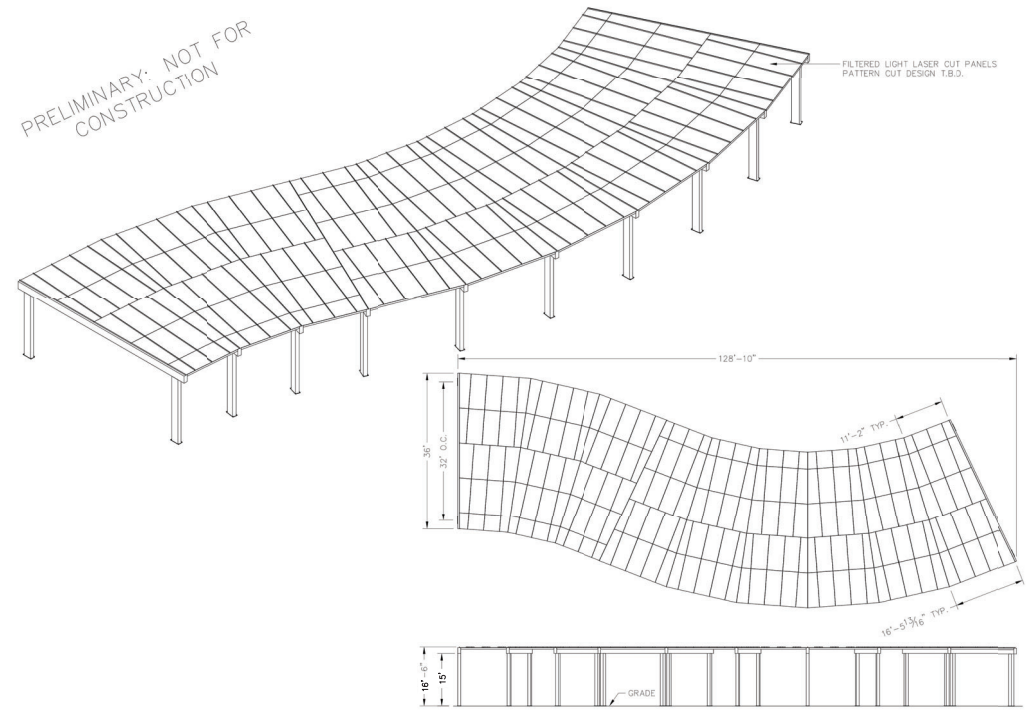 PRELIMINARY: NOT FOR
CONSTRUCTION
FILTERED LIGHT LASER CUT PANELS
PATTERN CUT DESIGN T.B.D.
128'-10"
11'-2" TYP.
36'
32' O.C.
16'-5 13/16" TYP.
16'-6"
15'
GRADE